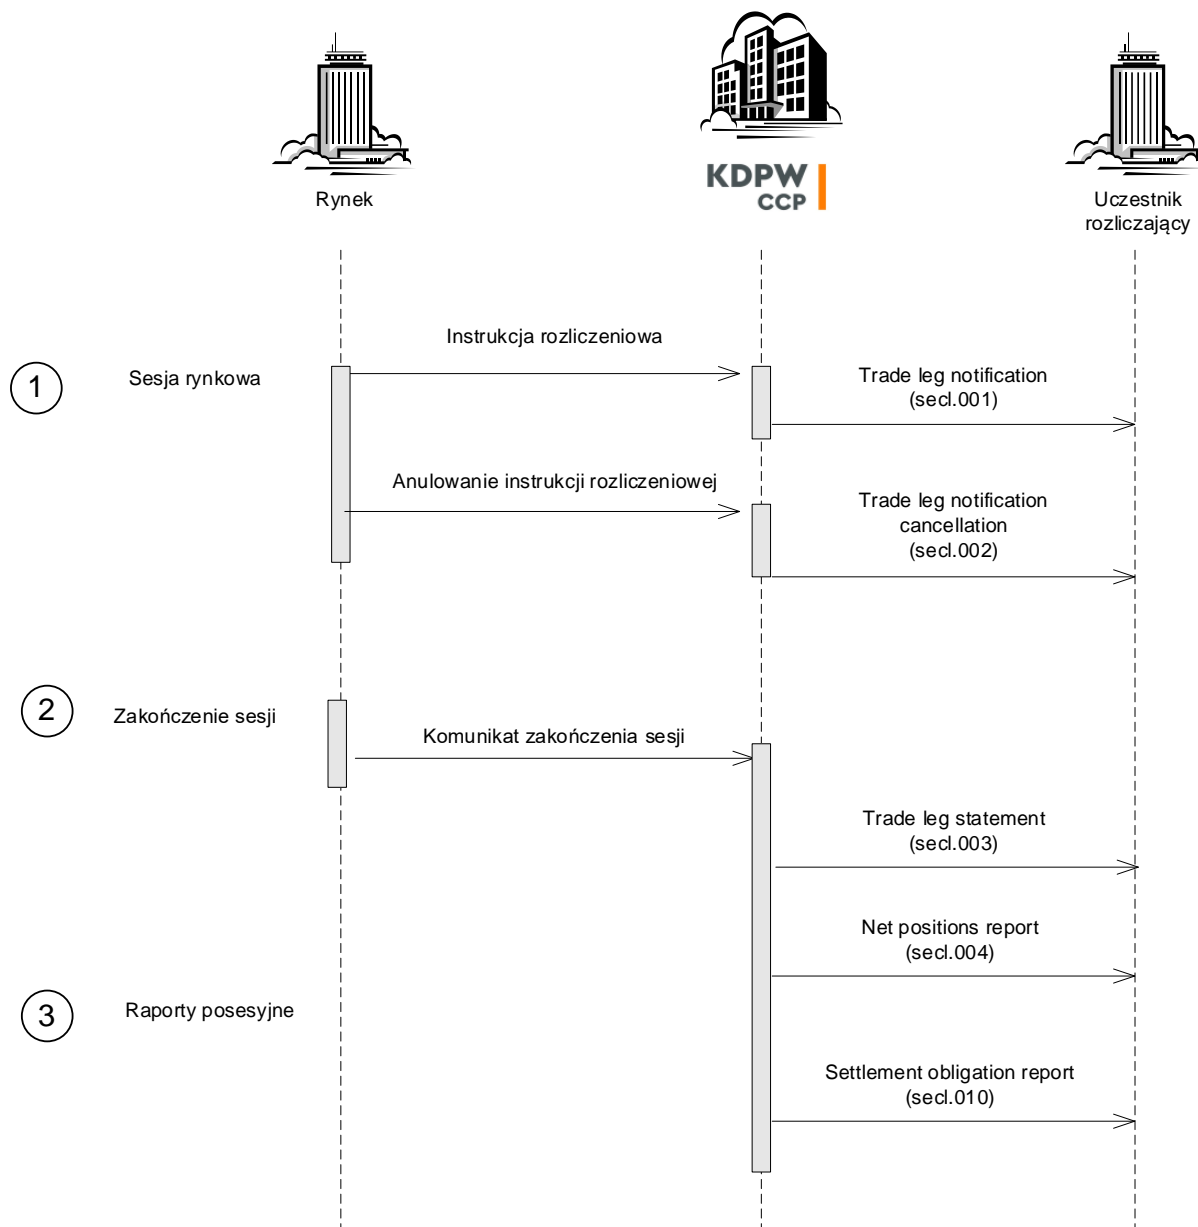 Rynek
KDPW
CCP
Uczestnik
rozliczający
1
Sesja rynkowa
Instrukcja rozliczeniowa
Trade leg notification
(secl.001)
Anulowanie instrukcji rozliczeniowej
Trade leg notification
cancellation
(secl.002)
2
Zakończenie sesji
Komunikat zakończenia sesji
Trade leg statement
(secl.003)
Net positions report
(secl.004)
3
Raporty posesyjne
Settlement obligation report
(secl.010)